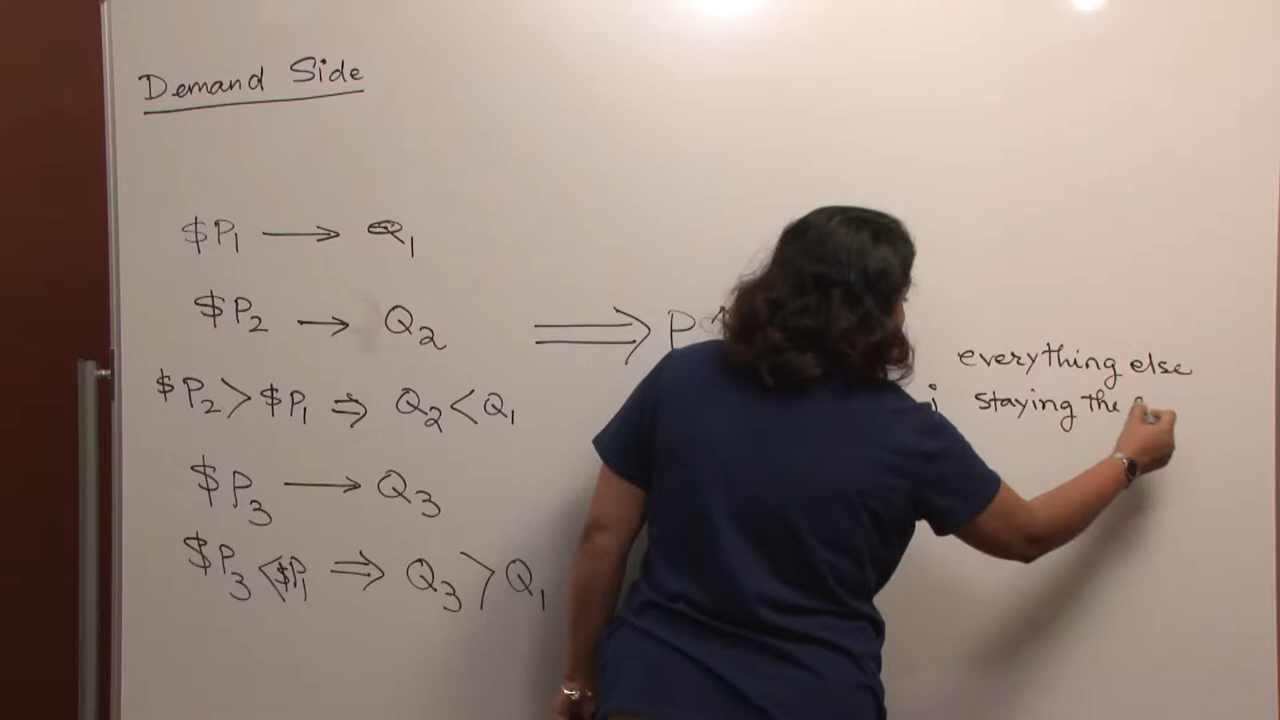 Demand Side
$P1 → Q1
$P2 → Q2
⇒ P
$P2 > $P1 ⇒ Q2 < Q1
$P3 → Q3
$P3 < $P1 ⇒ Q3 > Q1
everything else
staying the